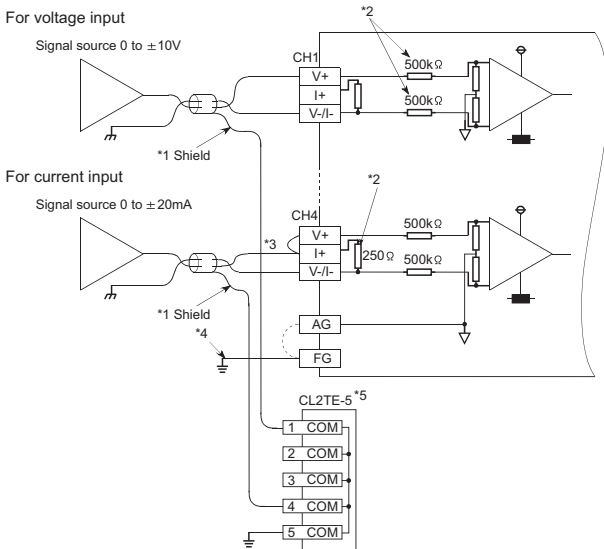 For voltage input
Signal source 0 to ±10V
*2
CH1
V+
I+
V-/I-
500kΩ
500kΩ
*1 Shield
For current input
Signal source 0 to ±20mA
*2
CH4
*3
V+
I+
V-/I-
250Ω
500kΩ
500kΩ
*1 Shield
*4
AG
FG
CL2TE-5 *5
1 COM
2 COM
3 COM
4 COM
5 COM